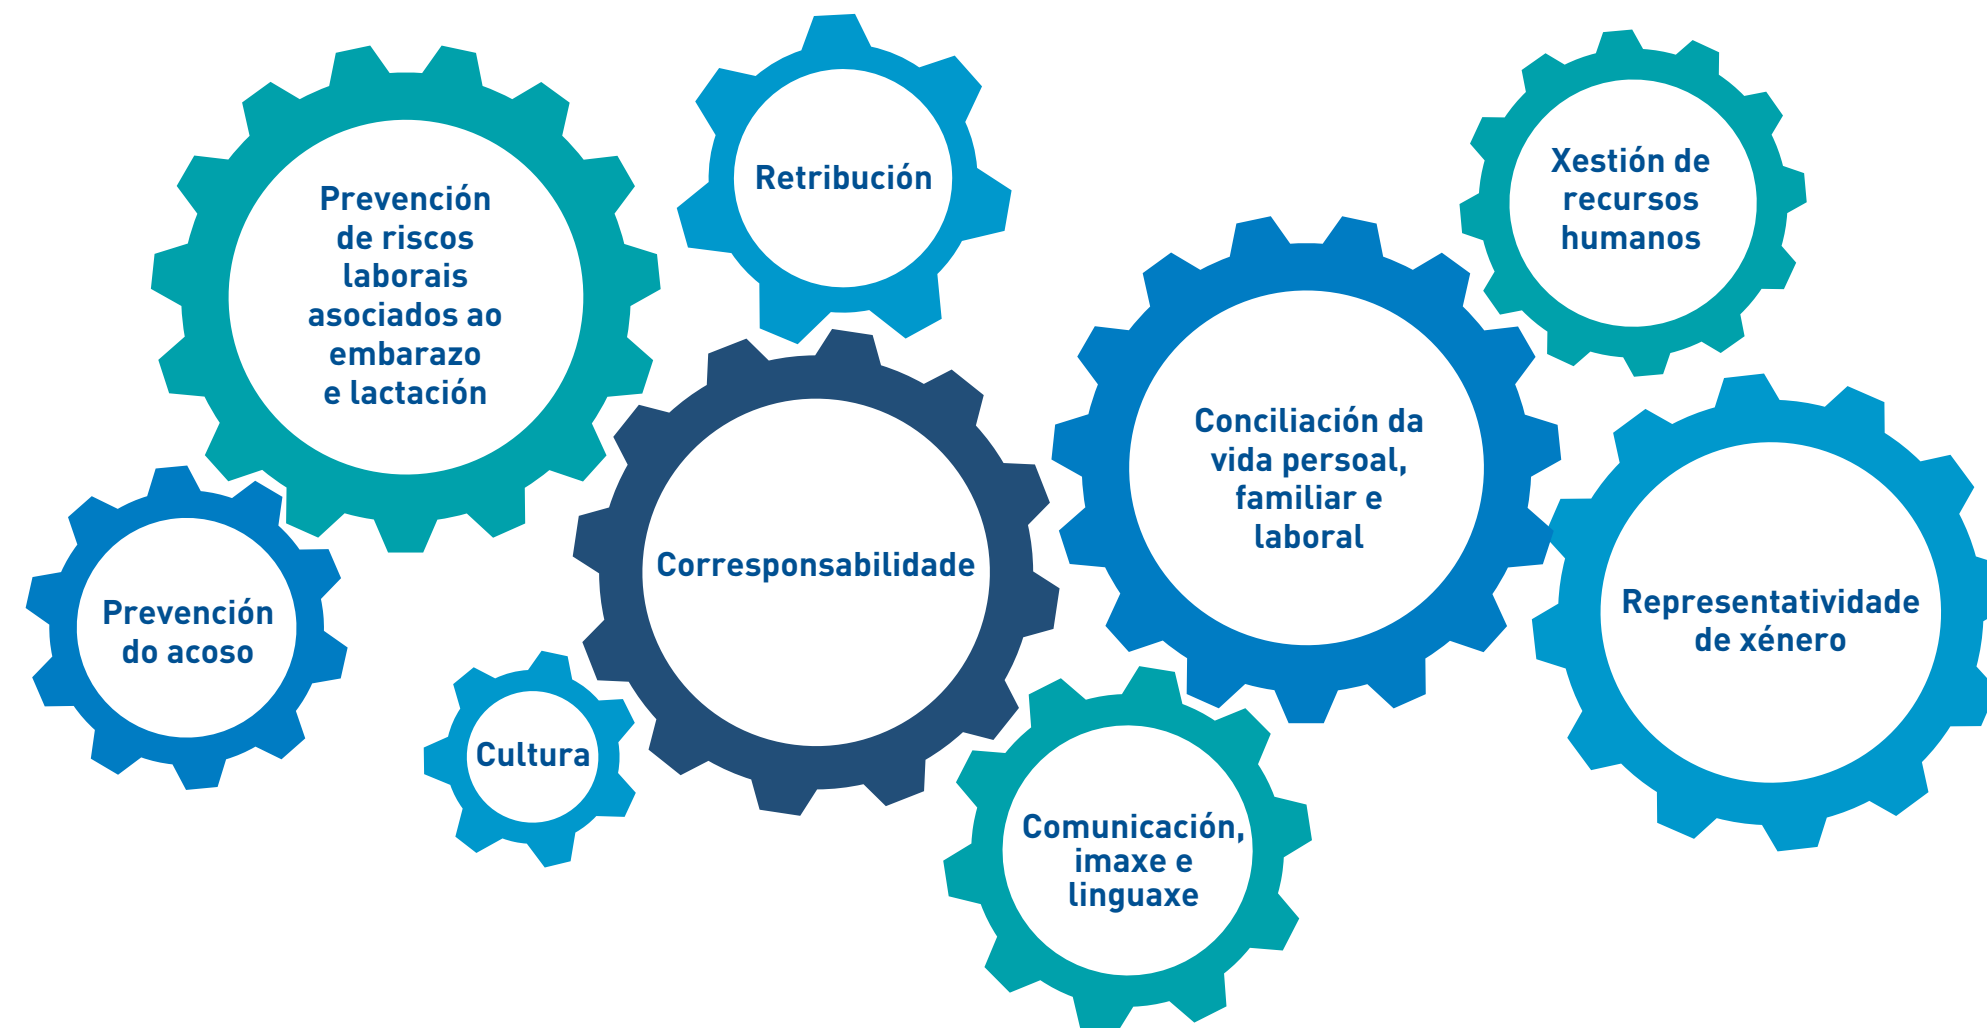 Prevención
de riscos
laborais
asociados ao
embarazo
e lactación
Retribución
Xestión de
recursos
humanos
Conciliación da
vida persoal,
familiar e
laboral
Corresponsabilidade
Representatividade
de xénero
Prevención
do acoso
Cultura
Comunicación,
imaxe e
linguaxe